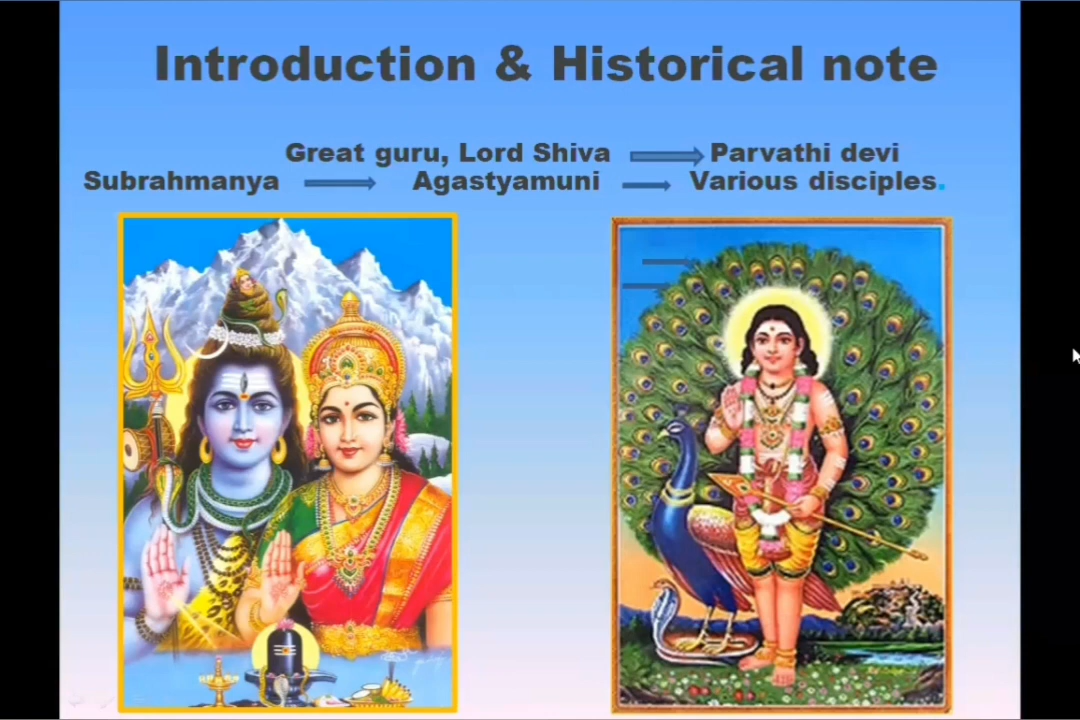 Introduction & Historical note
Great guru, Lord Shiva Parvathi devi
Subrahmanya Agastyamuni Various disciples.